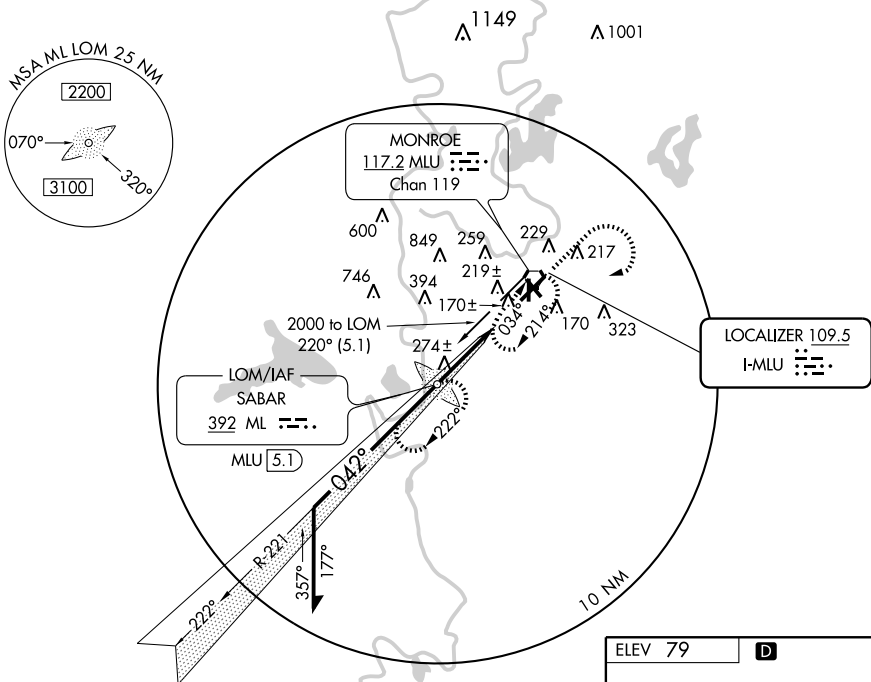 1149
1001
MSA ML LOM 25 NM
2200
070°
320°
3100
MONROE
117.2 MLU
Chan 119
600
849
259
229
217
746
394
219±
170±
034°
214°
170
323
2000 to LOM
220° (5.1)
274±
LOCALIZER 109.5
I-MLU
LOM/IAF
SABAR
392 ML
MLU 5.1
222°
042°
R-221
222°
357°
177°
10 NM
ELEV 79
D